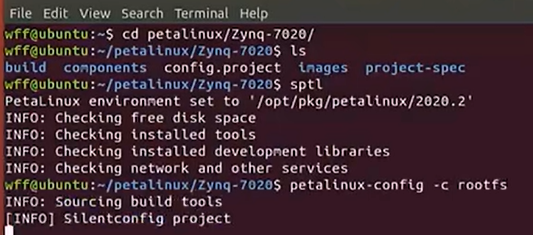 File Edit View Search Terminal Help
wff@ubuntu:~$ cd petalinux/Zynq-7020/
wff@ubuntu:~/petalinux/Zynq-7020$ ls
build components config.project images project-spec
wff@ubuntu:~/petalinux/Zynq-7020$ sptl
PetaLinux environment set to '/opt/pkg/petalinux/2020.2'
INFO: Checking free disk space
INFO: Checking installed tools
INFO: Checking installed development libraries
INFO: Checking network and other services
wff@ubuntu:~/petalinux/Zynq-7020$ petalinux-config -c rootfs
INFO: Sourcing build tools
[INFO] Silentconfig project